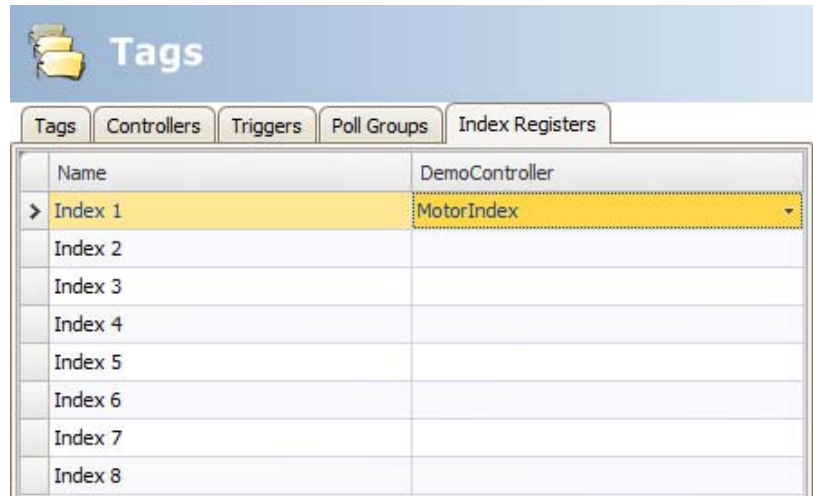 Tags
Tags Controllers Triggers Poll Groups Index Registers
Name DemoController
Index 1 MotorIndex
Index 2
Index 3
Index 4
Index 5
Index 6
Index 7
Index 8